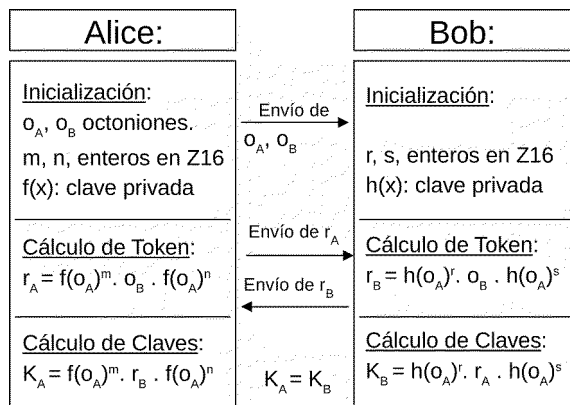 Alice:
Inicialización:
o_A, o_B octoniones.
m, n, enteros en Z16
f(x): clave privada
Cálculo de Token:
r_A = f(o_A)^m. o_B . f(o_A)^n
Cálculo de Claves:
K_A = f(o_A)^m. r_B . f(o_A)^n
Envío de
o_A, o_B
Envío de r_A
Envío de r_B
K_A = K_B
Bob:
Inicialización:
r, s, enteros en Z16
h(x): clave privada
Cálculo de Token:
r_B = h(o_A)^r. o_B . h(o_A)^s
Cálculo de Claves:
K_B = h(o_A)^r. r_A . h(o_A)^s